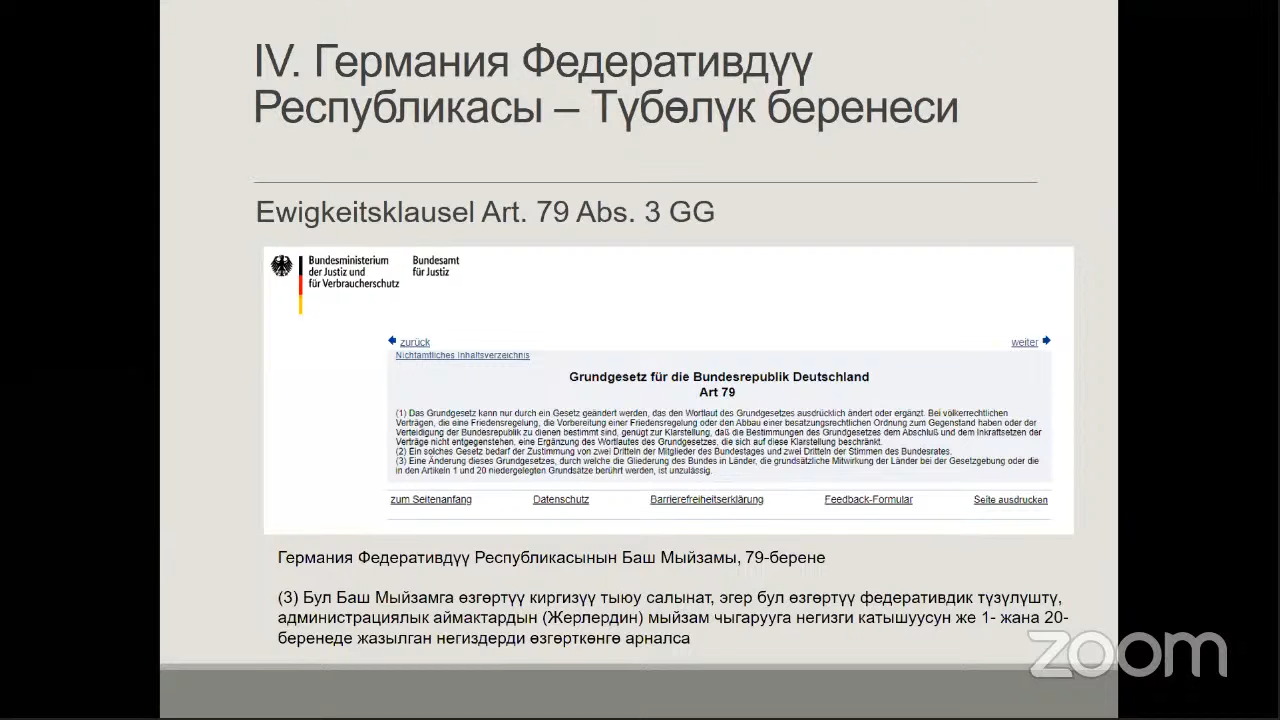 IV. Германия Федеративдүү
Республикасы – Түбөлүк беренеси
Ewigkeitsklausel Art. 79 Abs. 3 GG
Bundesministerium
der Justiz und
für Verbraucherschutz
Bundesamt
für Justiz
zurück
weiter
Nichtamtliches Inhaltsverzeichnis
Grundgesetz für die Bundesrepublik Deutschland
Art 79
(1) Das Grundgesetz kann nur durch ein Gesetz geändert werden, das den Wortlaut des Grundgesetzes ausdrücklich ändert oder ergänzt. Bei völkerrechtlichen
Verträgen, die eine Friedensregelung, die Vorbereitung einer Friedensregelung oder den Abbau einer besatzungsrechtlichen Ordnung zum Gegenstand haben oder der
Verteidigung der Bundesrepublik zu dienen bestimmt sind, genügt zur Klarstellung, daß die Bestimmungen des Grundgesetzes dem Abschluß und dem Inkraftsetzen der
Verträge nicht entgegenstehen, eine Ergänzung des Wortlautes des Grundgesetzes, die sich auf diese Klarstellung beschränkt.
(2) Ein solches Gesetz bedarf der Zustimmung von zwei Dritteln der Mitglieder des Bundestages und zwei Dritteln der Stimmen des Bundesrates.
(3) Eine Änderung dieses Grundgesetzes, durch welche die Gliederung des Bundes in Länder, die grundsätzliche Mitwirkung der Länder bei der Gesetzgebung oder die
in den Artikeln 1 und 20 niedergelegten Grundsätze berührt werden, ist unzulässig.
zum Seitenanfang
Datenschutz
Barrierefreiheitserklärung
Feedback-Formular
Seite ausdrucken
Германия Федеративдүү Республикасынын Баш Мыйзамы, 79-берене
(3) Бул Баш Мыйзамга өзгөртүү киргизүү тыюу салынат, эгер бул өзгөртүү федеративдик түзүлүштү,
администрациялык аймактардын (Жерлердин) мыйзам чыгарууга негизги катышуусун же 1- жана 20-
беренеде жазылган негиздерди өзгөрткөнгө арналса
zoom